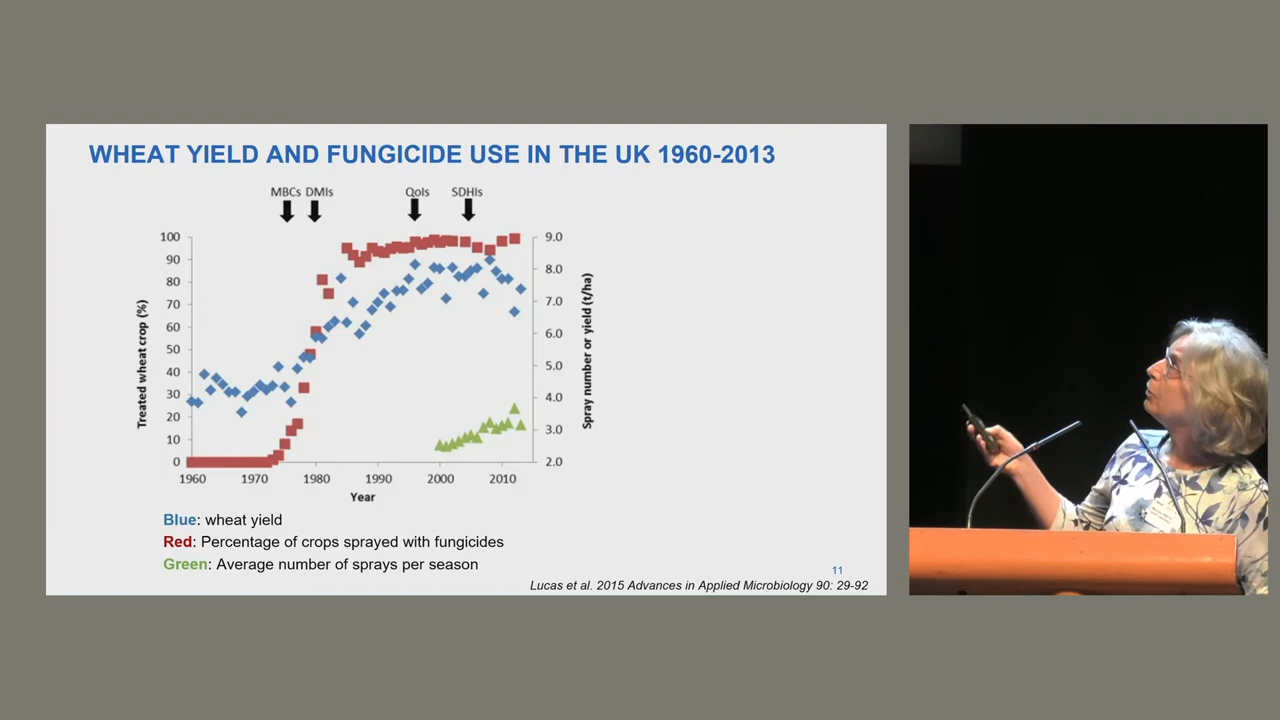 WHEAT YIELD AND FUNGICIDE USE IN THE UK 1960-2013
MBCs DMIs QoIs SDHIs
100
90
80
70
60
50
40
30
20
10
0
Treated wheat crop (%)
9.0
8.0
7.0
6.0
5.0
4.0
3.0
2.0
Spray number or yield (t/ha)
1960 1970 1980 1990 2000 2010
Year
Blue: wheat yield
Red: Percentage of crops sprayed with fungicides
Green: Average number of sprays per season
11
Lucas et al. 2015 Advances in Applied Microbiology 90: 29-92